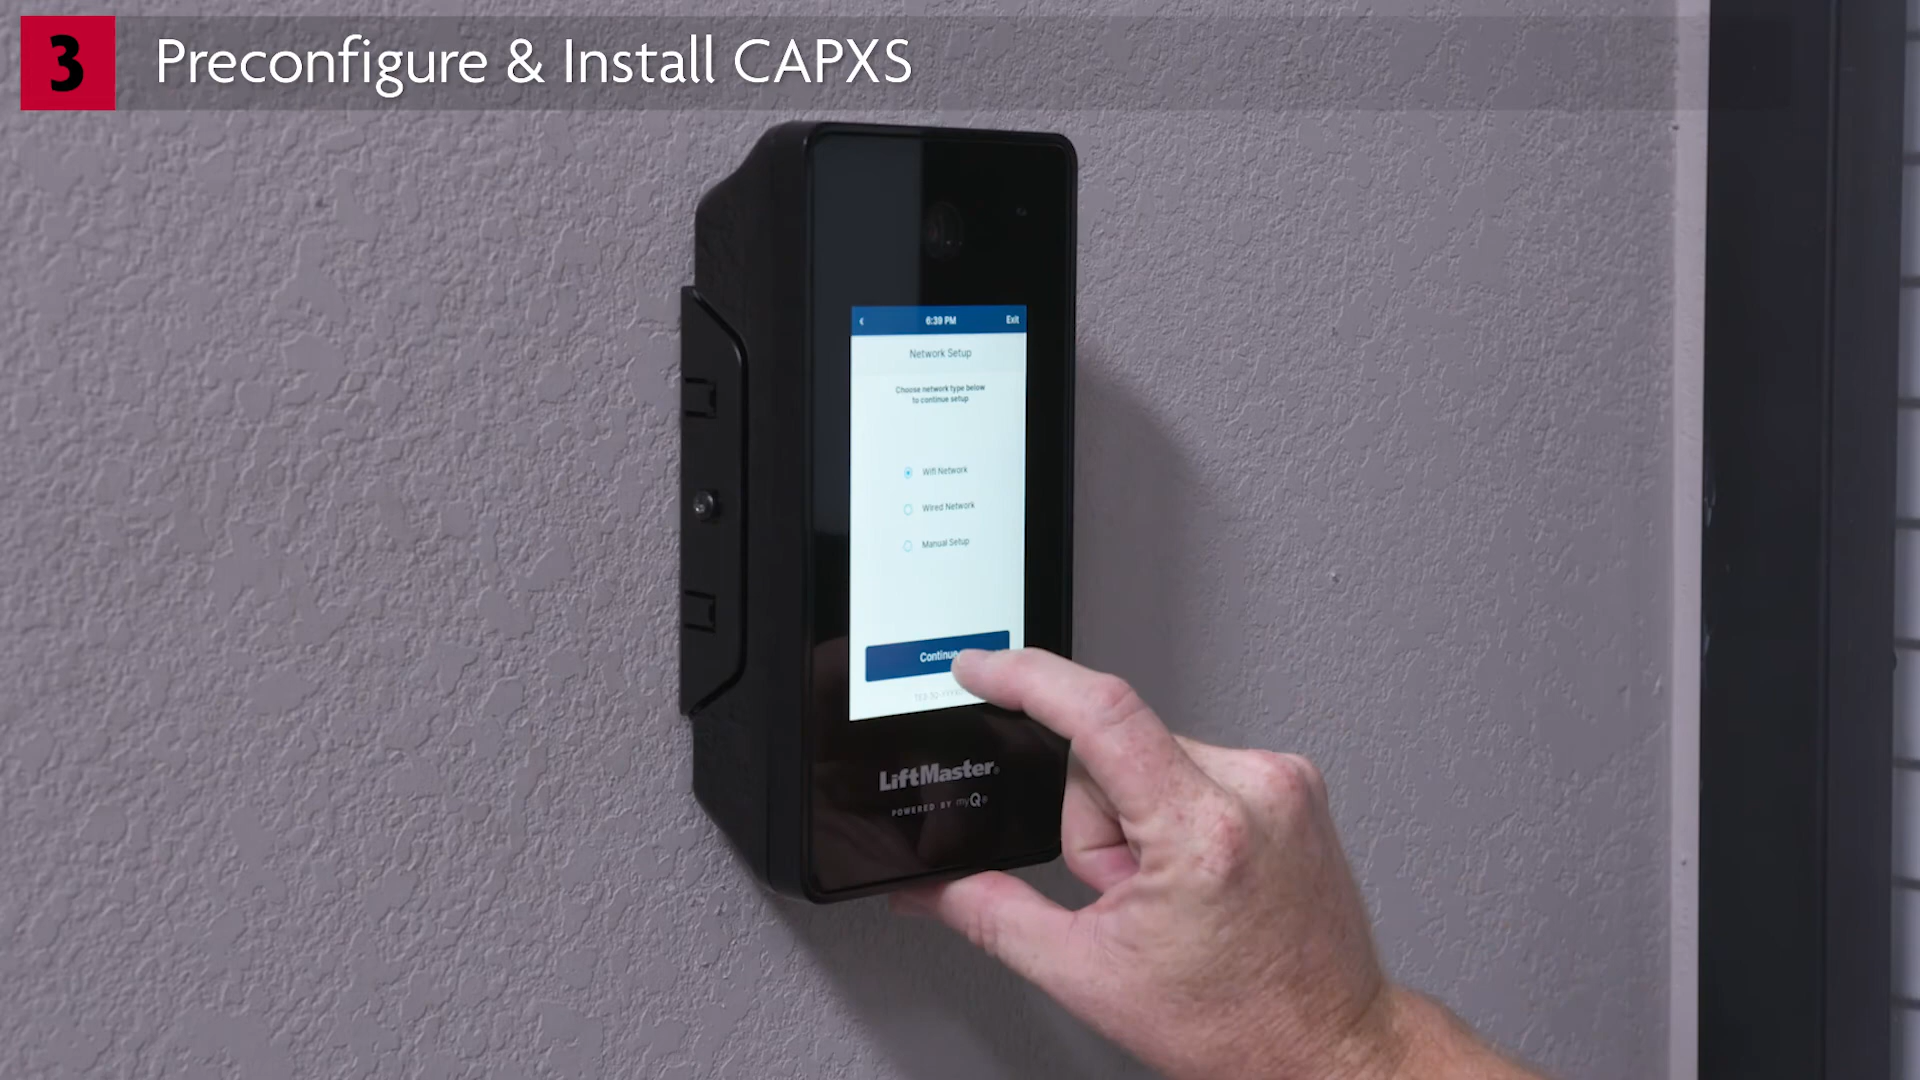 3
Preconfigure & Install CAPXS
6:39 PM Exit
Network Setup
Choose network type below
to continue setup
Wifi Network
Wired Network
Manual Setup
Continue
LiftMaster®
POWERED BY myQ®